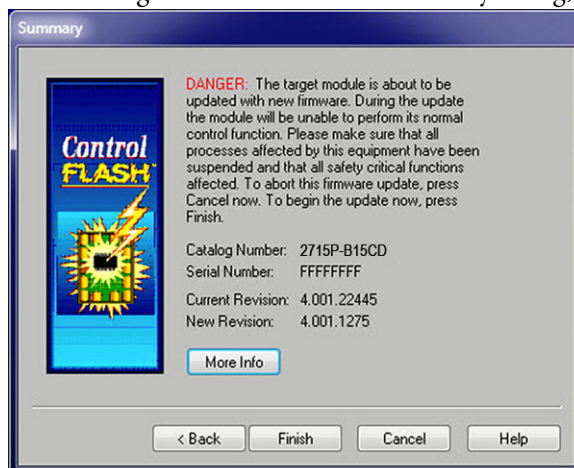 Summary
DANGER: The target module is about to be
updated with new firmware. During the update
the module will be unable to perform its normal
control function. Please make sure that all
processes affected by this equipment have been
suspended and that all safety critical functions
affected. To abort this firmware update, press
Cancel now. To begin the update now, press
Finish.
Control
FLASH
Catalog Number: 2715P-B15CD
Serial Number: FFFFFFFF
Current Revision: 4.001.22445
New Revision: 4.001.1275
More Info
< Back Finish Cancel Help